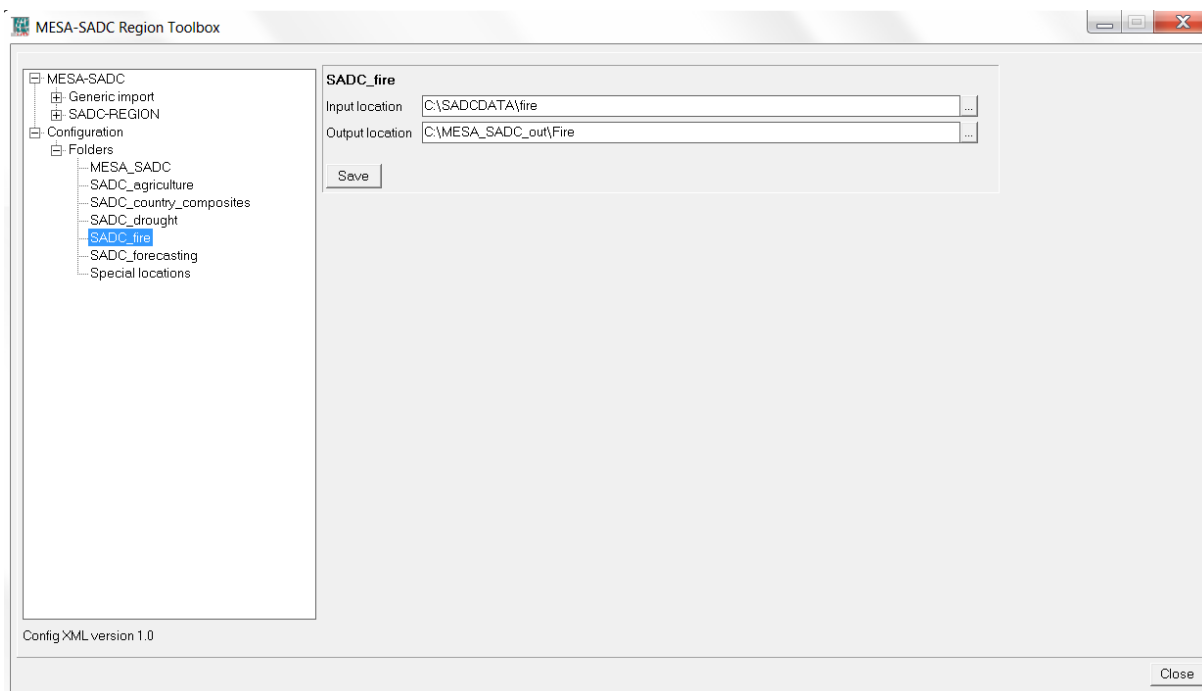 MESA-SADC Region Toolbox
MESA-SADC
Generic import
SADC-REGION
Configuration
Folders
MESA_SADC
SADC_agriculture
SADC_country_composites
SADC_drought
SADC_fire
SADC_forecasting
Special locations
Config XML version 1.0
SADC_fire
Input location C:\SADCDATA\fire ...
Output location C:\MESA_SADC_out\Fire ...
Save
Close